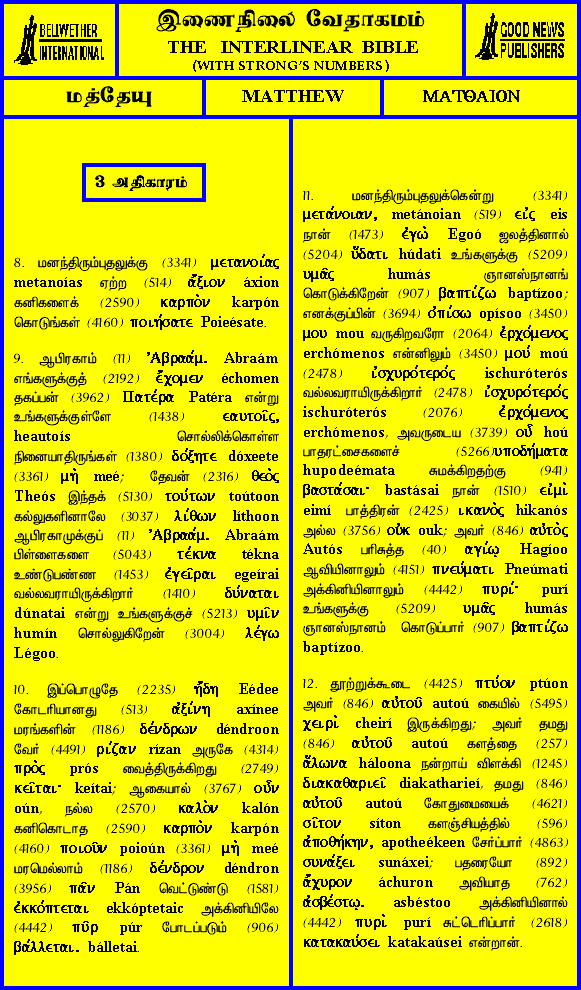 BELLWETHER
INTERNATIONAL
இணைநிலை வேதாகமம்
THE INTERLINEAR BIBLE
(WITH STRONG'S NUMBERS)
GOOD NEWS
PUBLISHERS
மத்தேயு
MATTHEW
ΜΑΤΘΑΙΟΝ
3 அதிகாரம்
8. மனந்திரும்புதலுக்கு (3341) μετανοίας
metanoías ஏற்ற (514) ἄξιον áxion
கனிகளைக் (2590) καρπὸν karpón
கொடுங்கள் (4160) ποιήσατε Poieésate.
9. ஆபிரகாம் (11) Ἀβραάμ. Abraám
எங்களுக்குத் (2192) ἔχομεν échomen
தகப்பன் (3962) Πατέρα Patéra என்று
உங்களுக்குள்ளே (1438) εαυτοῖς,
heautoís சொல்லிக்கொள்ள
நினையாதிருங்கள் (1380) δόξητε dóxeete
(3361) μὴ meé; தேவன் (2316) θεὸς
Theós இந்தக் (5130) τούτων toútoon
கல்லுகளினாலே (3037) λίθων líthoon
ஆபிரகாமுக்குப் (11) Ἀβραάμ. Abraám
பிள்ளைகளை (5043) τέκνα tékna
உண்டுபண்ண (1453) ἐγεῖραι egeírai
வல்லவராயிருக்கிறார் (1410) δύναται
dúnatai என்று உங்களுக்குச் (5213) υμῖν
humín சொல்லுகிறேன் (3004) λέγω
Légoo.
10. இப்பொழுதே (2235) ἤδη Eédee
கோடரியானது (513) ἀξίνη axínee
மரங்களின் (1186) δένδρων déndroon
வேர் (4491) ρίζαν rízan அருகே (4314)
πρὸς prós வைத்திருக்கிறது (2749)
κεῖται· keítai; ஆகையால் (3767) οὖν
oún, நல்ல (2570) καλὸν kalón
கனிகொடாத (2590) καρπὸν karpón
(4160) ποιοῦν poioún (3361) μὴ meé
மரமெல்லாம் (1186) δένδρον déndron
(3956) πᾶν Pán வெட்டுண்டு (1581)
ἐκκόπτεται ekkóptetaic அக்கினியிலே
(4442) πῦρ púr போடப்படும் (906)
βάλλεται. bálletai.
11. மனந்திரும்புதலுக்கென்று (3341)
μετάνοιαν, metánoian (519) εἰς eis
நான் (1473) ἐγὼ Egoó ஜலத்தினால்
(5204) ὕδατι húdati உங்களுக்கு (5209)
υμᾶς humás ஞானஸ்நானங்
கொடுக்கிறேன் (907) βαπτίζω baptízoo;
எனக்குப்பின் (3694) ὀπίσω opísoo (3450)
μου mou வருகிறவரோ (2064) ἐρχόμενος
erchómenos என்னிலும் (3450) μού moú
(2478) ἰσχυρότερός ischuróterós
வல்லவராயிருக்கிறார் (2478) ἰσχυρότερός
ischuróterós (2076) ἐρχόμενος
erchómenos, அவருடைய (3739) οὗ hoú
பாதரட்சைகளைச் (5266)υποδήματα
hupodeémata சுமக்கிறதற்கு (941)
βαστάσαι· bastásai நான் (1510) εἰμὶ
eimí பாத்திரன் (2425) ικανὸς hikanós
அல்ல (3756) οὐκ ouk; அவர் (846) αὐτὸς
Autós பரிசுத்த (40) αγίῳ Hagíoo
ஆவியினாலும் (4151) πνεύματι Pneúmati
அக்கினியினாலும் (4442) πυρί· purí
உங்களுக்கு (5209) υμᾶς humás
ஞானஸ்நானம் கொடுப்பார் (907) βαπτίζω
baptízoo.
12. தூற்றுக்கூடை (4425) πτύον ptúon
அவர் (846) αὐτοῦ autoú கையில் (5495)
χειρὶ cheirí இருக்கிறது; அவர் தமது
(846) αὐτοῦ autoú களத்தை (257)
ἅλωνα háloona நன்றாய் விளக்கி (1245)
διακαθαριεῖ diakatharieí, தமது (846)
αὐτοῦ autoú கோதுமையைக் (4621)
σῖτον síton களஞ்சியத்தில் (596)
ἀποθήκην, apotheékeen சேர்ப்பார் (4863)
συνάξει sunáxei; பதரையோ (892)
ἄχυρον áchuron அவியாத (762)
ἀσβέστῳ. asbéstoo அக்கினியினால்
(4442) πυρὶ purí சுட்டெரிப்பார் (2618)
κατακαύσει katakaúsei என்றான்.